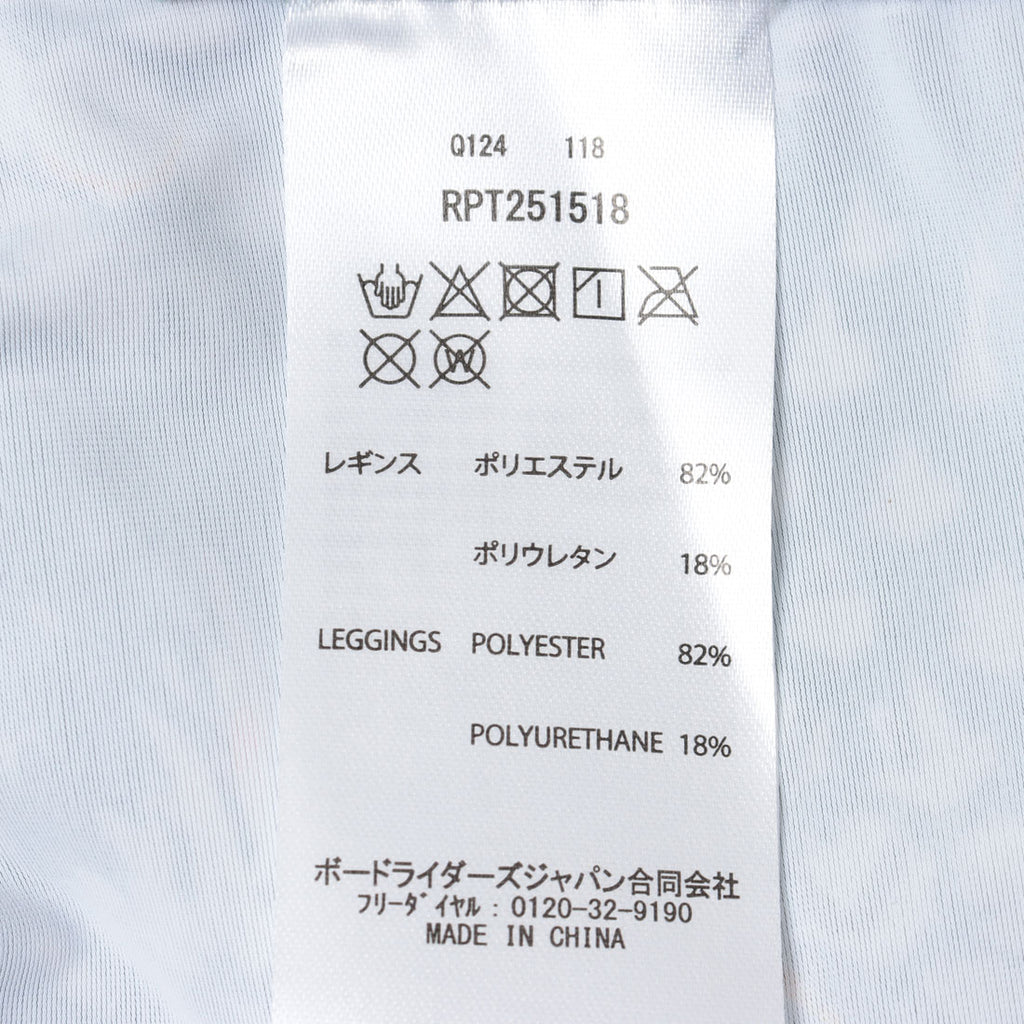 Q124 118
RPT251518
W
レギンス ポリエステル 82%
ポリウレタン 18%
LEGGINGS POLYESTER 82%
POLYURETHANE 18%
ボードライダーズジャパン合同会社
フリーダイヤル：0120-32-9190
MADE IN CHINA